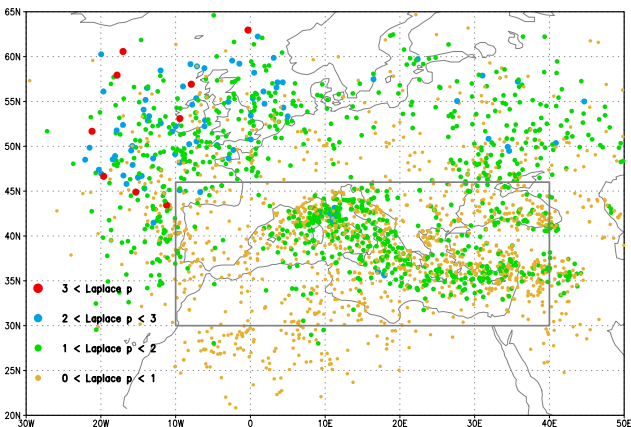 65N
60N
55N
50N
45N
40N
35N
3 < Laplace p
2 < Laplace p < 3
30N
1 < Laplace p < 2
0 < Laplace p < 1
25N
20N
30W 20W 10W 0 10E 20E 30E 40E 50E